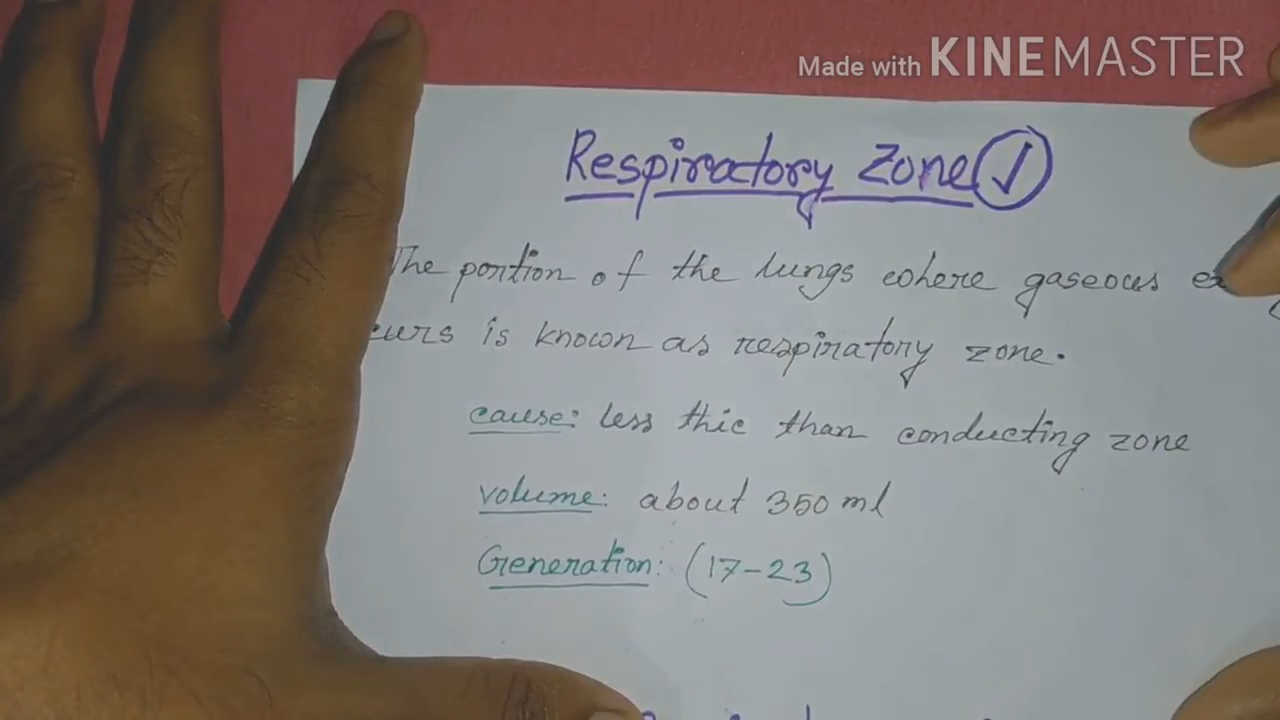 Made with KINEMASTER
Respiratory Zone
The portion of the lungs where gaseous
is known as respiratory zone.
cause: less thic than conducting zone
volume: about 350 ml
Generation: (17-23)